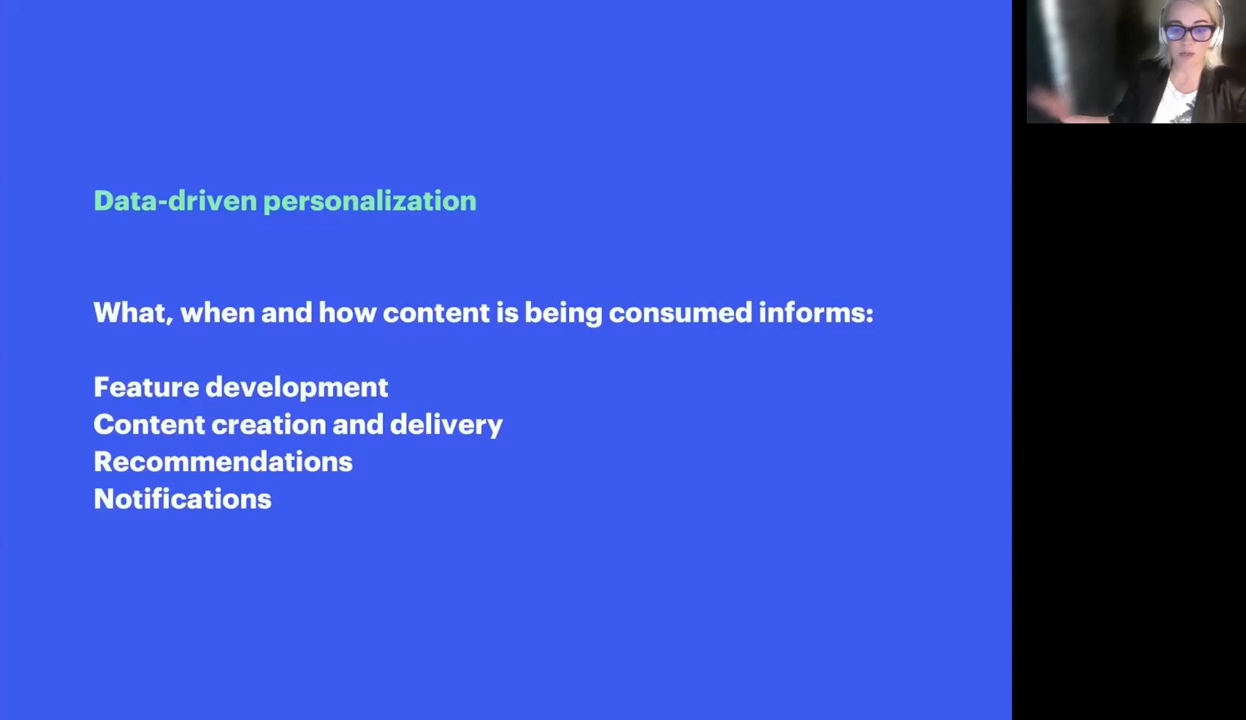 Data-driven personalization
What, when and how content is being consumed informs:
Feature development
Content creation and delivery
Recommendations
Notifications